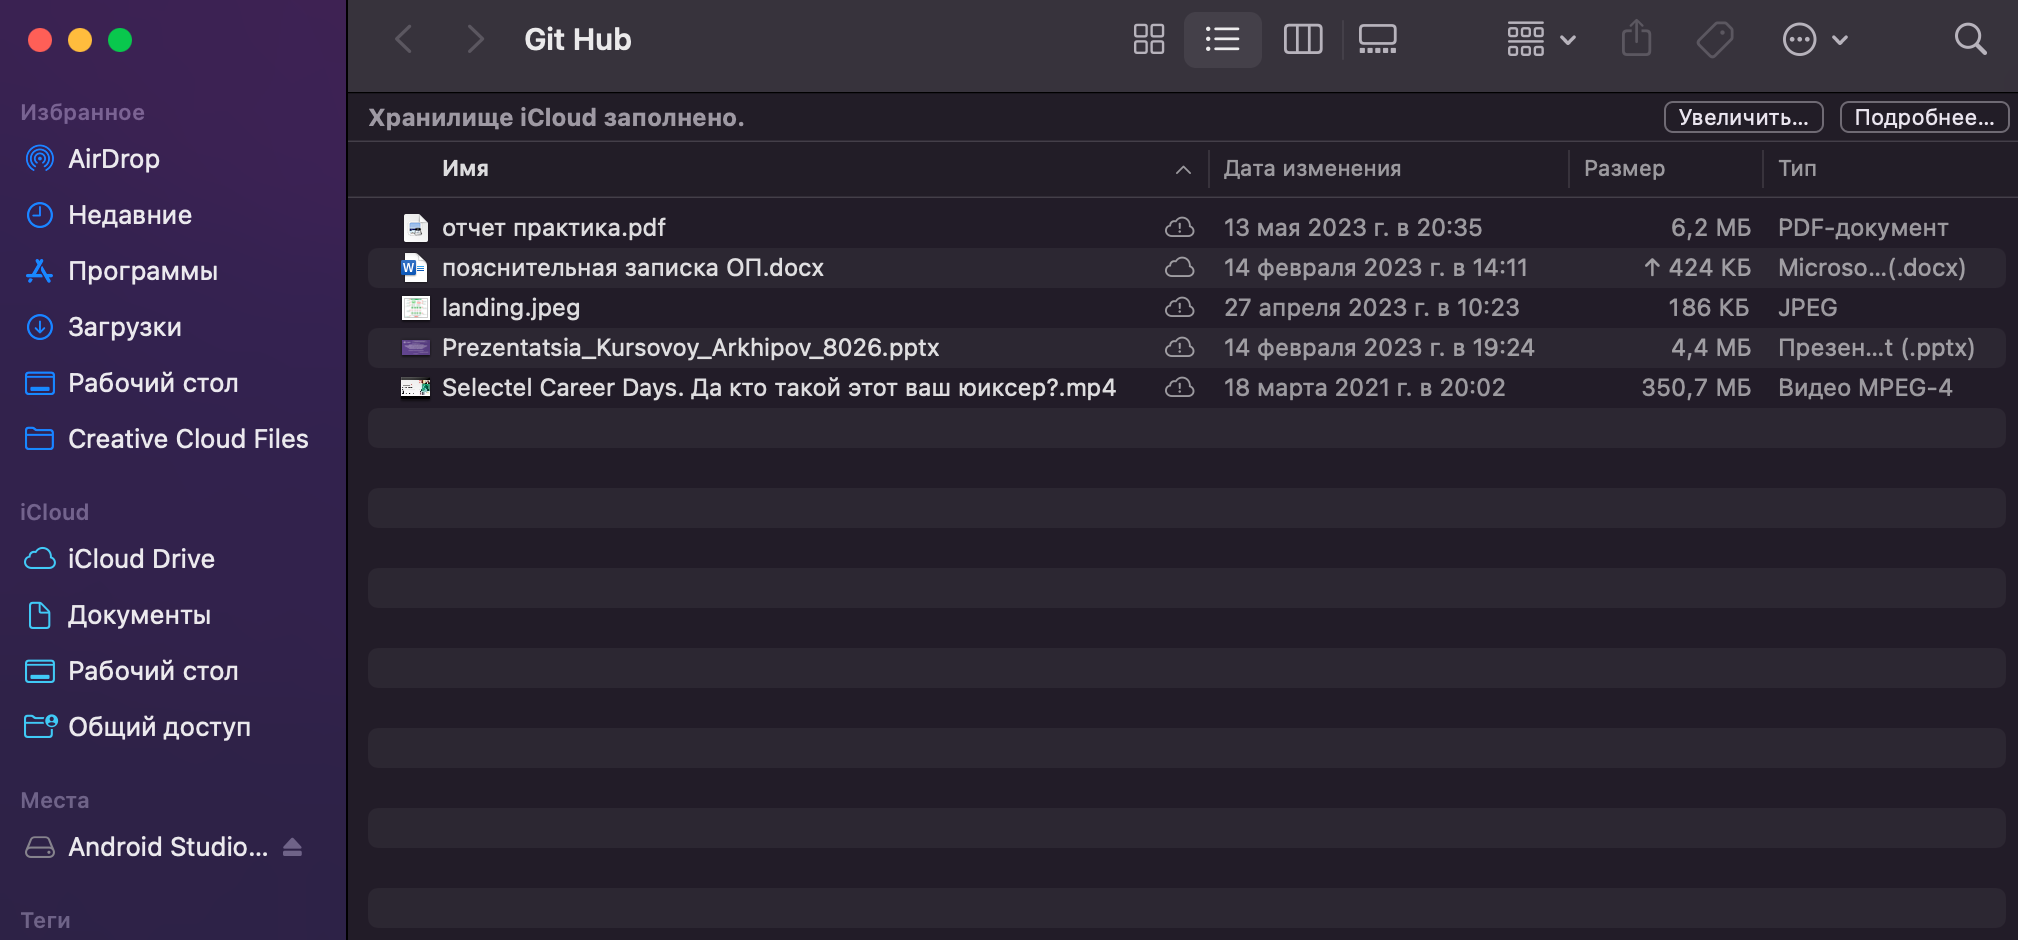 Git Hub
Избранное
AirDrop
Недавние
Программы
Загрузки
Рабочий стол
Creative Cloud Files
iCloud
iCloud Drive
Документы
Рабочий стол
Общий доступ
Места
Android Studio...
Теги
Хранилище iCloud заполнено. Увеличить... Подробнее...
Имя Дата изменения Размер Тип
отчет практика.pdf 13 мая 2023 г. в 20:35 6,2 МБ PDF-документ
пояснительная записка ОП.docx 14 февраля 2023 г. в 14:11 ↑ 424 КБ Microso...(.docx)
landing.jpeg 27 апреля 2023 г. в 10:23 186 КБ JPEG
Prezentatsia_Kursovoy_Arkhipov_8026.pptx 14 февраля 2023 г. в 19:24 4,4 МБ Презен...t (.pptx)
Selectel Career Days. Да кто такой этот ваш юиксер?.mp4 18 марта 2021 г. в 20:02 350,7 МБ Видео MPEG-4